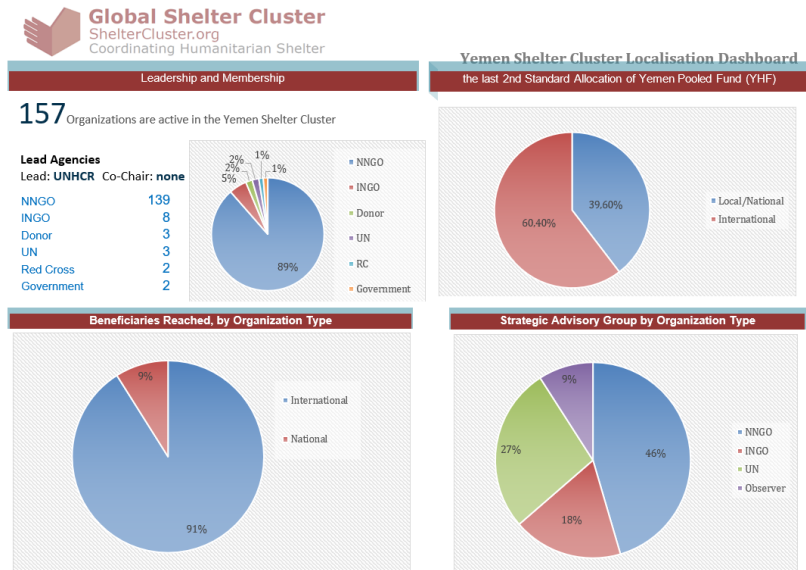 Global Shelter Cluster
ShelterCluster.org
Coordinating Humanitarian Shelter
Yemen Shelter Cluster Localisation Dashboard
Leadership and Membership
157 Organizations are active in the Yemen Shelter Cluster
Lead Agencies
Lead: UNHCR Co-Chair: none
NNGO 139
INGO 8
Donor 3
UN 3
Red Cross 2
Government 2
89%
5%
2%
2%
1%
1%
NNGO
INGO
Donor
UN
RC
Government
the last 2nd Standard Allocation of Yemen Pooled Fund (YHF)
39.60%
60.40%
Local/National
International
Beneficiaries Reached, by Organization Type
9%
91%
International
National
Strategic Advisory Group by Organization Type
9%
46%
27%
18%
NNGO
INGO
UN
Observer